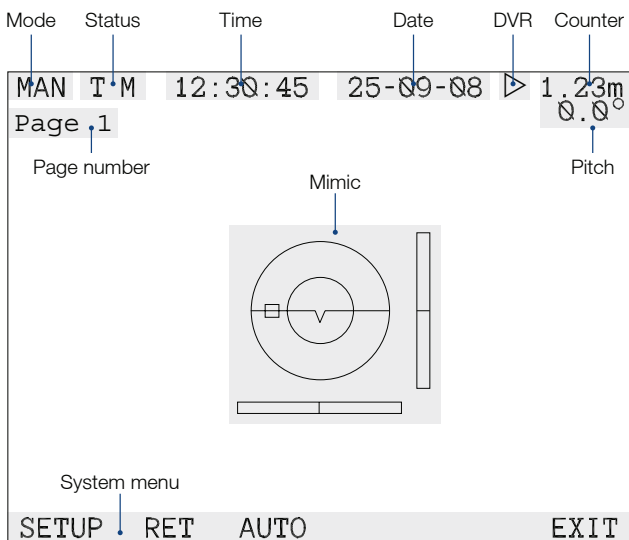 Mode Status Time Date DVR Counter
MAN T M 12:30:45 25-09-08 1.23m
Page 1 0.0°
Page number Pitch
Mimic
System menu
SETUP RET AUTO EXIT